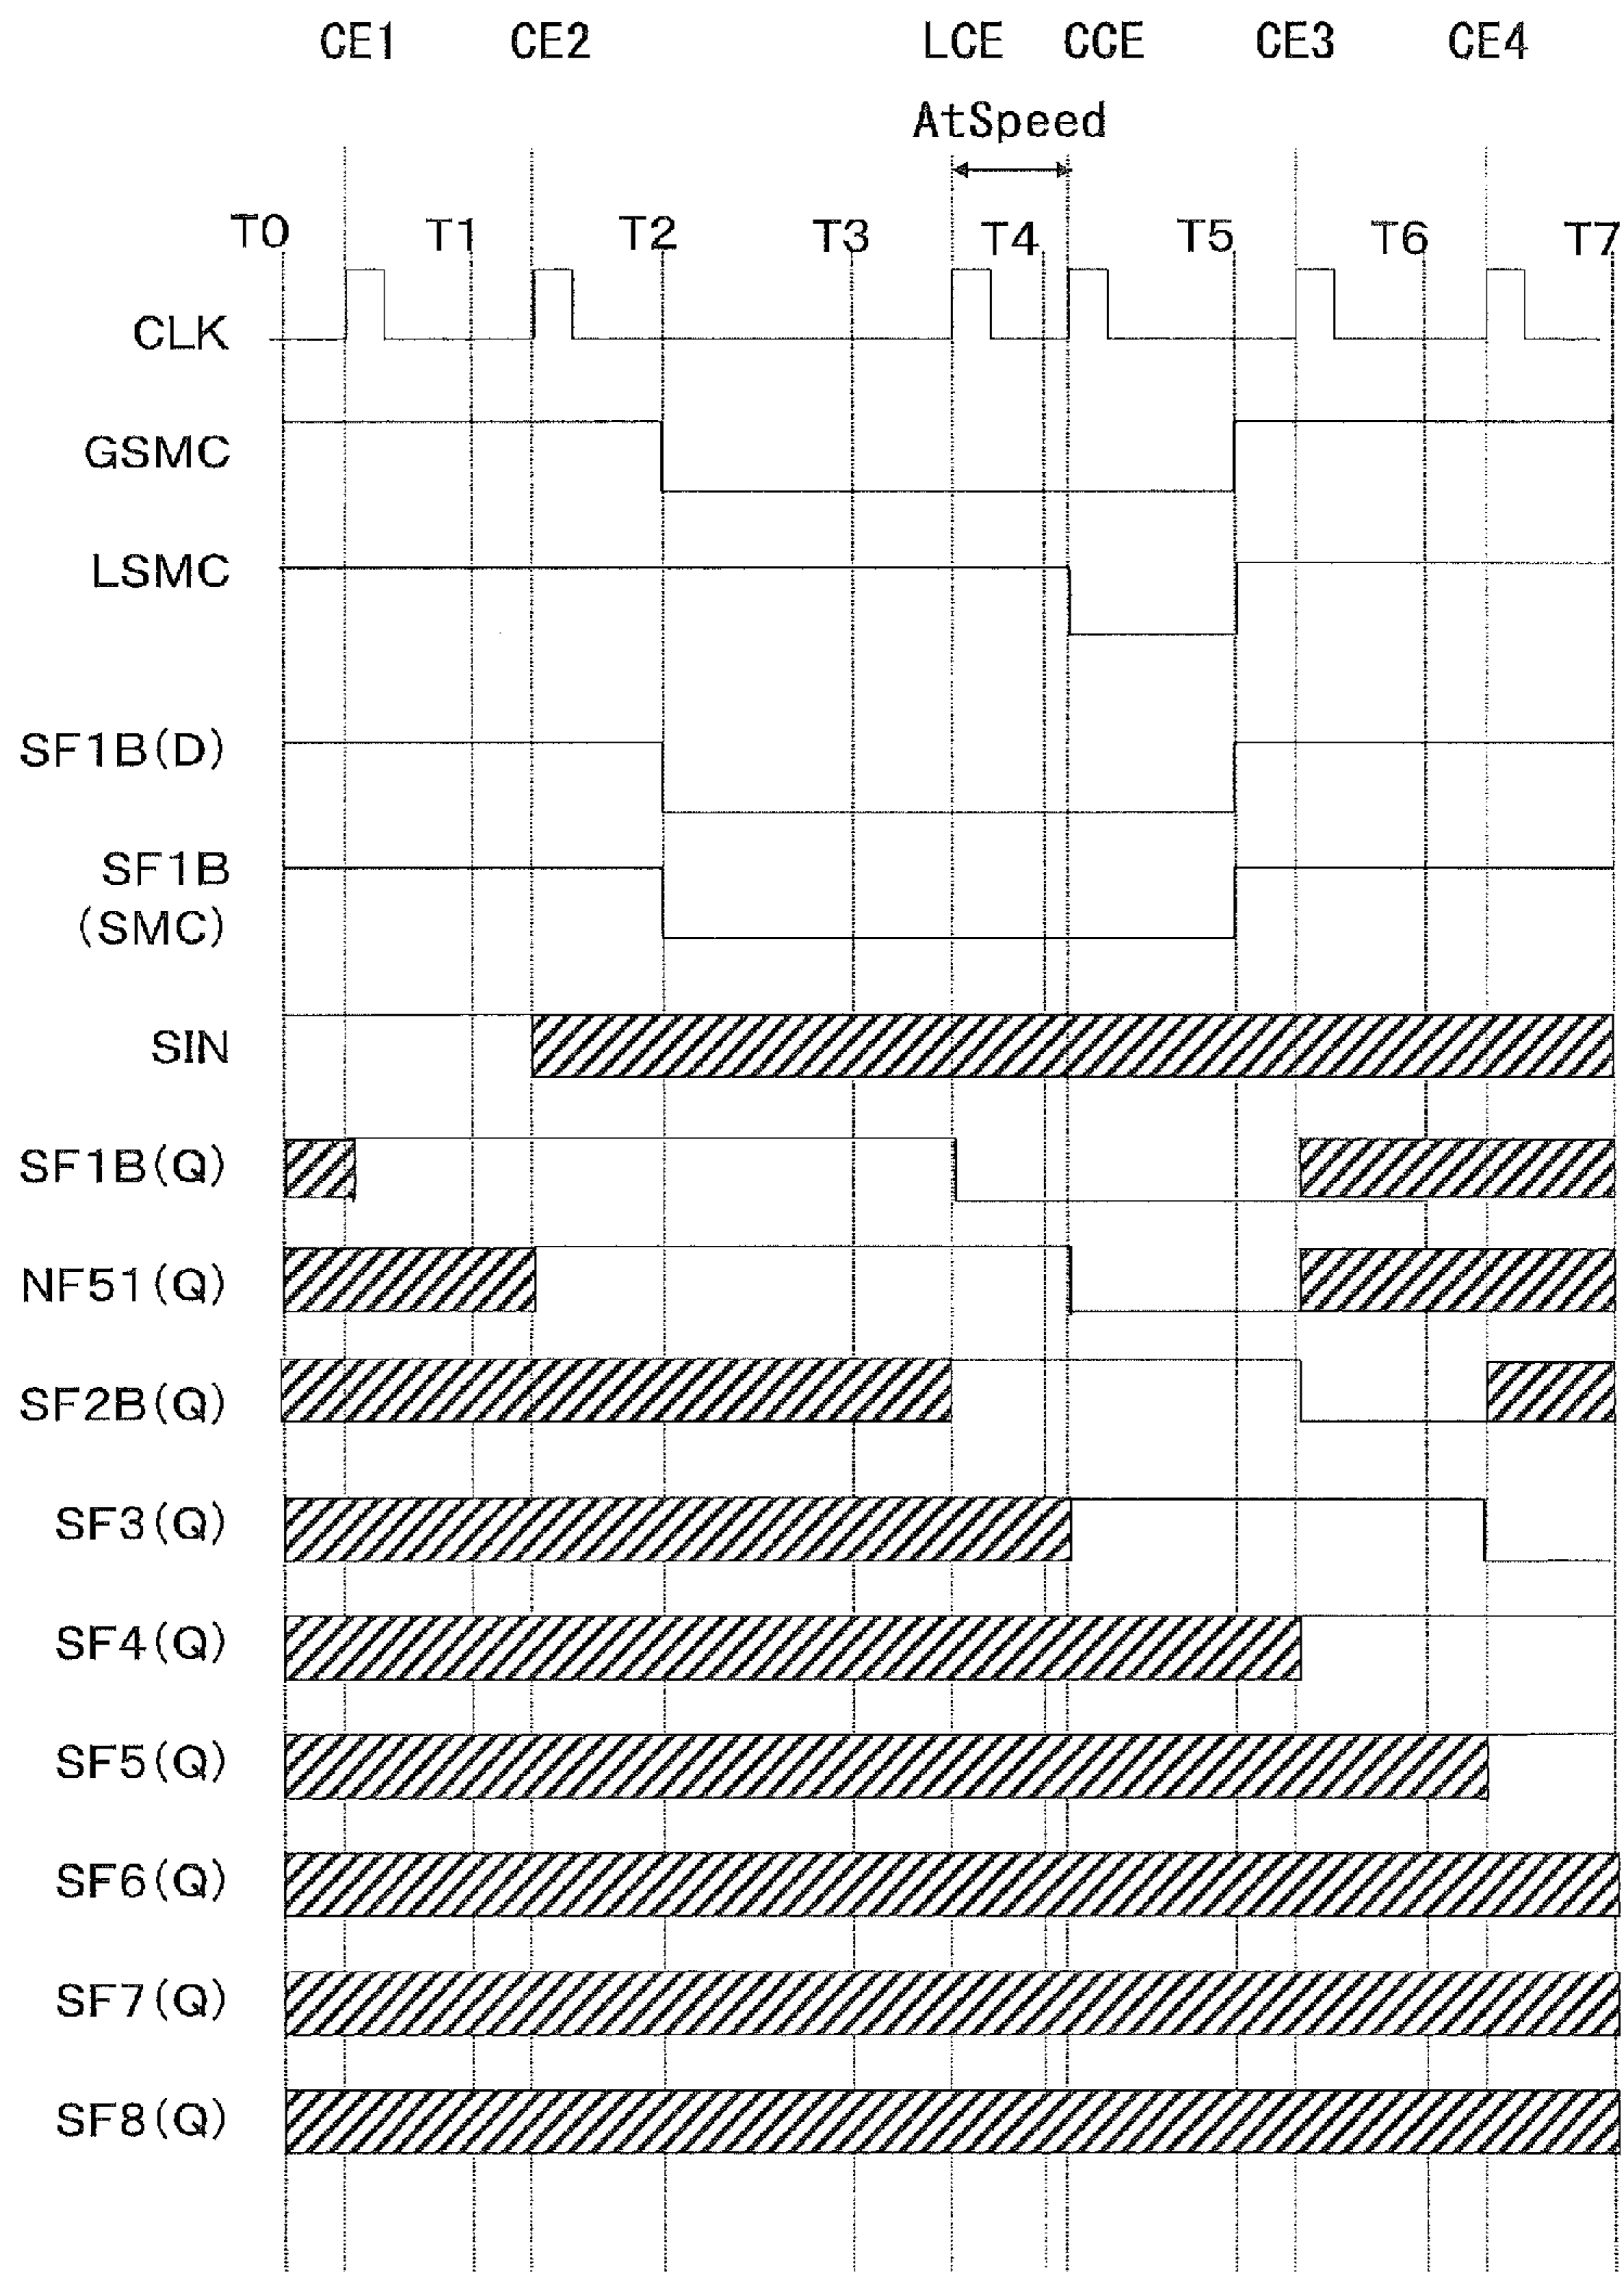 CE1 CE2 LCE CCE CE3 CE4
AtSpeed
T0 T1 T2 T3 T4 T5 T6 T7
CLK
GSMC
LSMC
SF1B(D)
SF1B
(SMC)
SIN
SF1B(Q)
NF51(Q)
SF2B(Q)
SF3(Q)
SF4(Q)
SF5(Q)
SF6(Q)
SF7(Q)
SF8(Q)